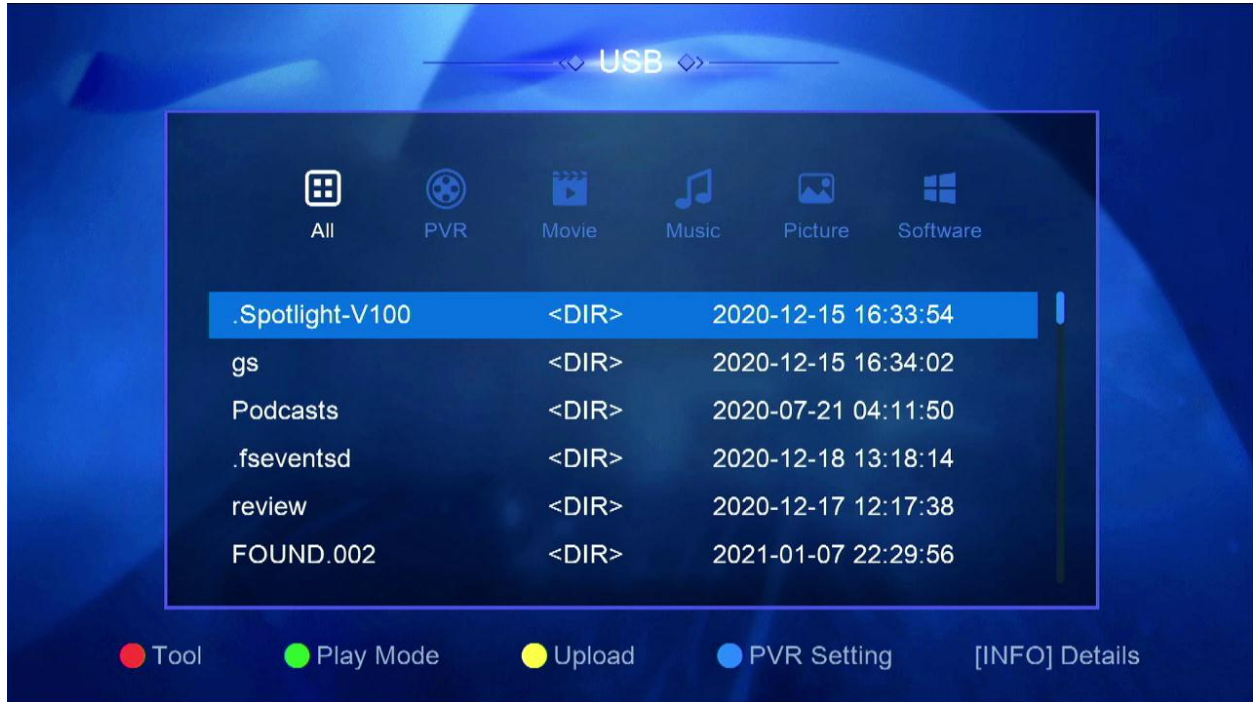 USB
All PVR Movie Music Picture Software
.Spotlight-V100 <DIR> 2020-12-15 16:33:54
gs <DIR> 2020-12-15 16:34:02
Podcasts <DIR> 2020-07-21 04:11:50
.fseventsd <DIR> 2020-12-18 13:18:14
review <DIR> 2020-12-17 12:17:38
FOUND.002 <DIR> 2021-01-07 22:29:56
Tool Play Mode Upload PVR Setting [INFO] Details